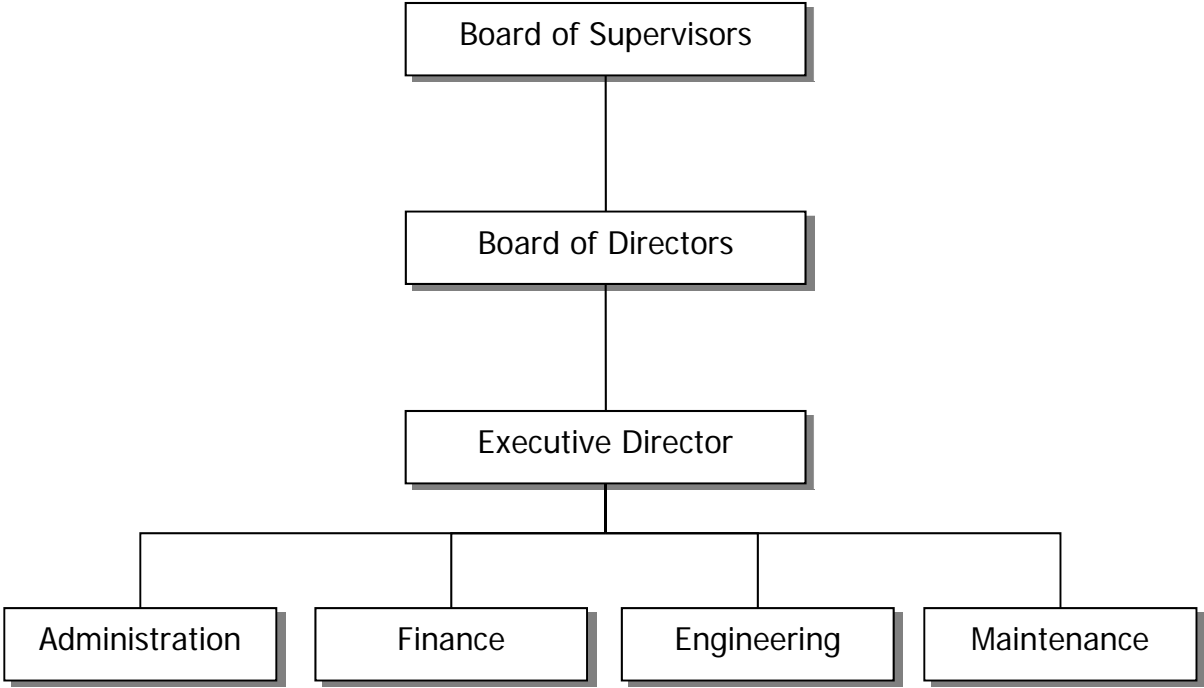 Board of Supervisors
Board of Directors
Executive Director
Administration
Finance
Engineering
Maintenance